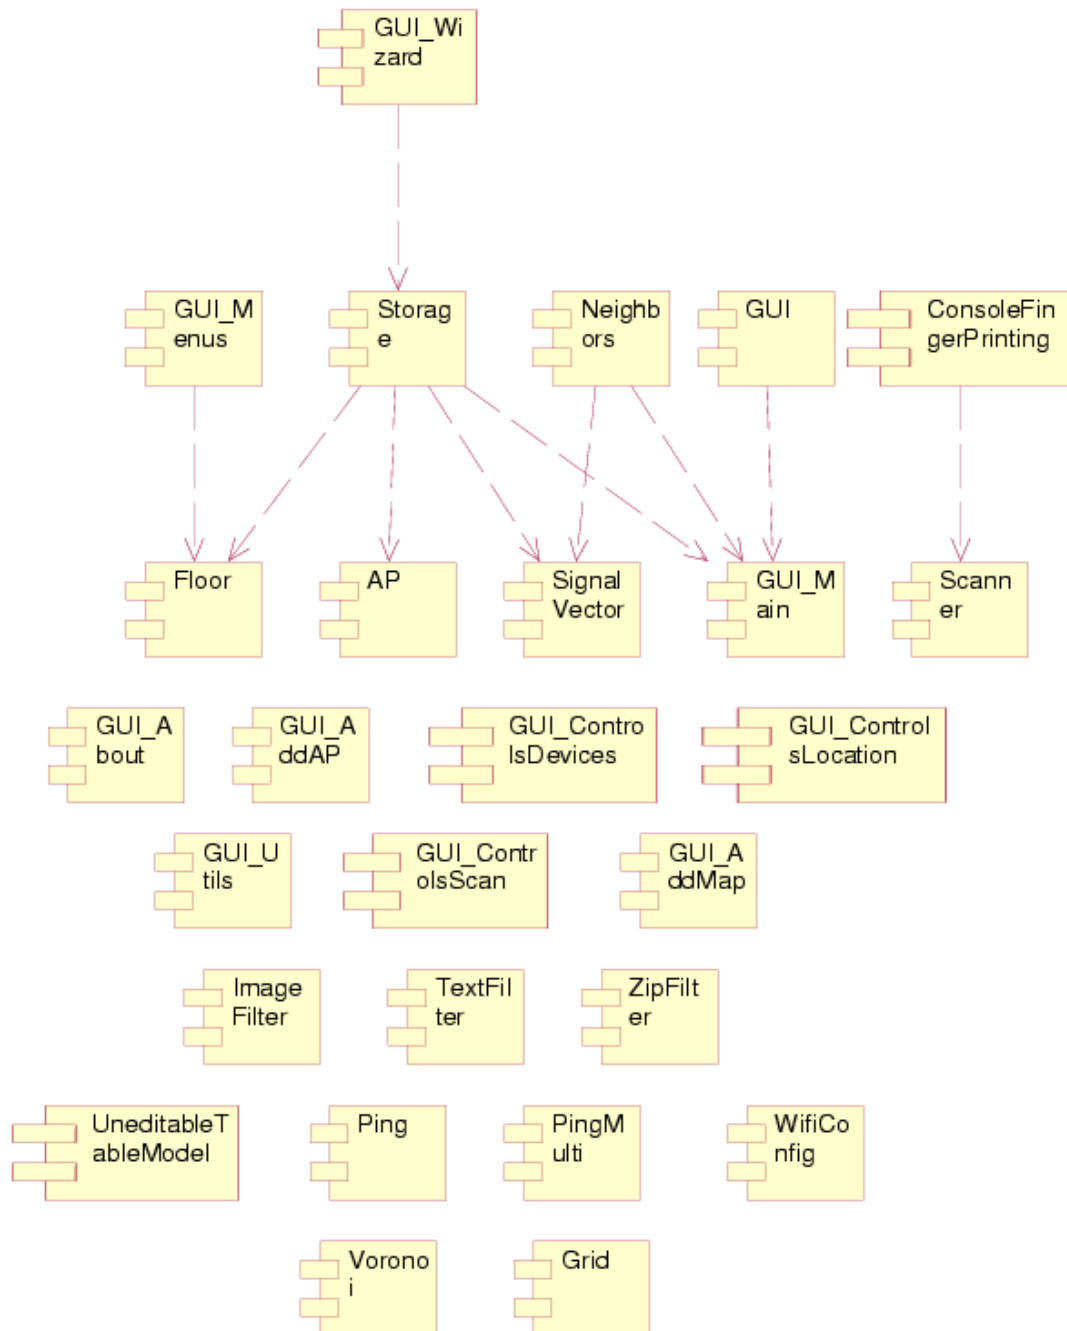 GUI_Wi
zard
GUI_M
enus
Storag
e
Neighb
ors
GUI
ConsoleFin
gerPrinting
Floor
AP
Signal
Vector
GUI_M
ain
Scann
er
GUI_A
bout
GUI_A
ddAP
GUI_Contro
lsDevices
GUI_Control
sLocation
GUI_U
tils
GUI_Contr
olsScan
GUI_A
ddMap
Image
Filter
TextFil
ter
ZipFilt
er
UneditableT
ableModel
Ping
PingM
ulti
WifiCo
nfig
Vorono
i
Grid